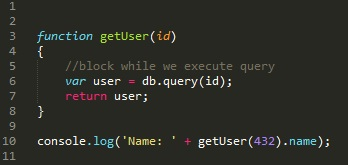 1
2
3 function getUser(id)
4 {
5     //block while we execute query
6     var user = db.query(id);
7     return user;
8 }
9
10 console.log('Name: ' + getUser(432).name);
11